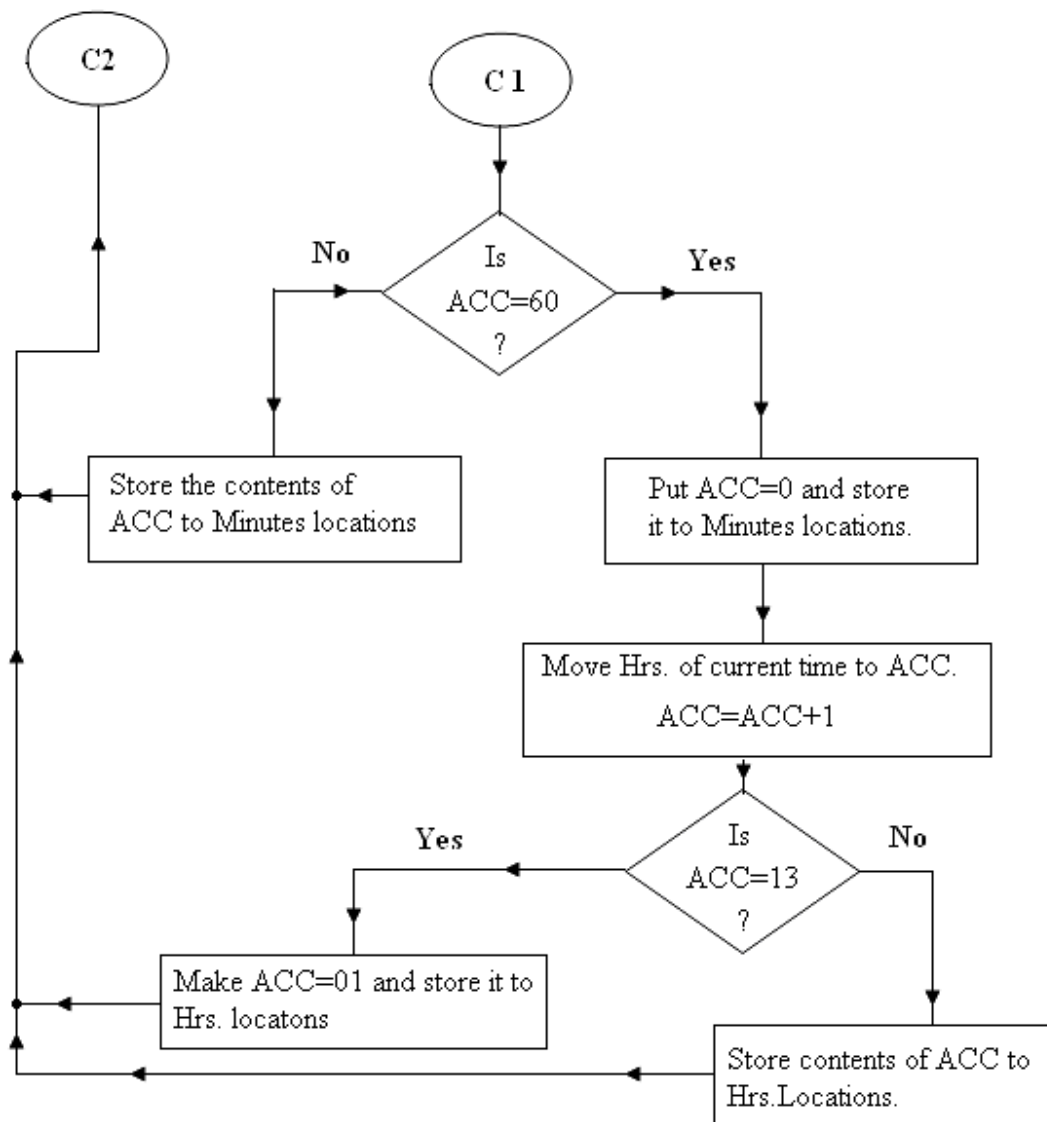 C2
C 1
No
Is
ACC=60
?
Yes
Store the contents of
ACC to Minutes locations
Put ACC=0 and store
it to Minutes locations.
Move Hrs. of current time to ACC.
ACC=ACC+1
Yes
Is
ACC=13
?
No
Make ACC=01 and store it to
Hrs. locatons
Store contents of ACC to
Hrs.Locations.